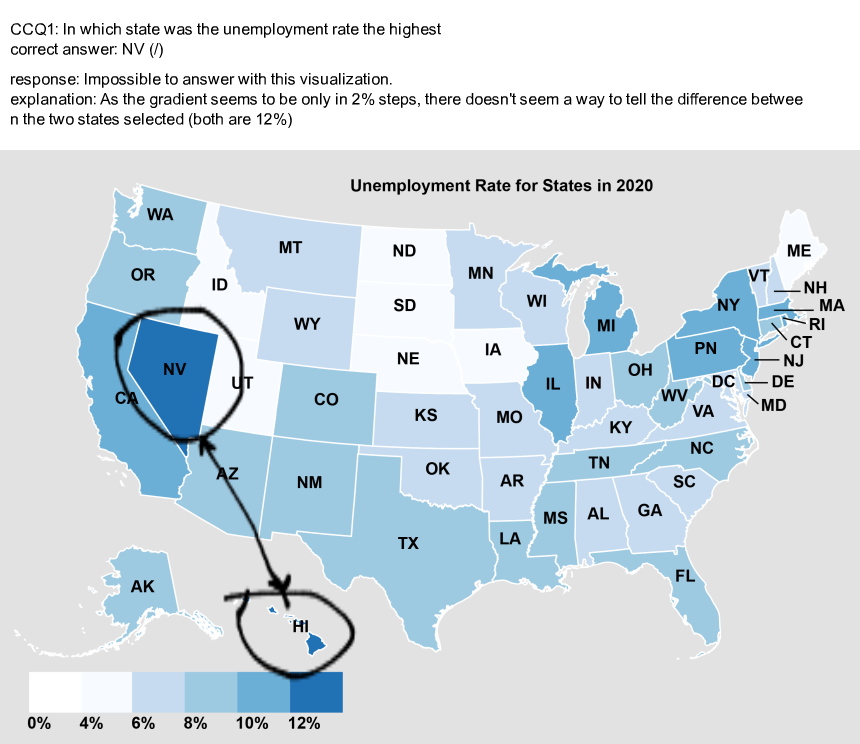 CCQ1: In which state was the unemployment rate the highest
correct answer: NV (/)
response: Impossible to answer with this visualization.
explanation: As the gradient seems to be only in 2% steps, there doesn't seem a way to tell the difference betwee
n the two states selected (both are 12%)
Unemployment Rate for States in 2020
WA
MT
ND
MN
ME
VT
NH
OR
ID
SD
WI
NY
MA
WY
MI
RI
CT
NV
UT
NE
IA
PN
NJ
CA
CO
IL
IN
OH
DC
DE
WV
MD
KS
MO
KY
VA
AZ
NM
OK
AR
TN
NC
SC
TX
LA
MS
AL
GA
FL
AK
HI
0% 4% 6% 8% 10% 12%